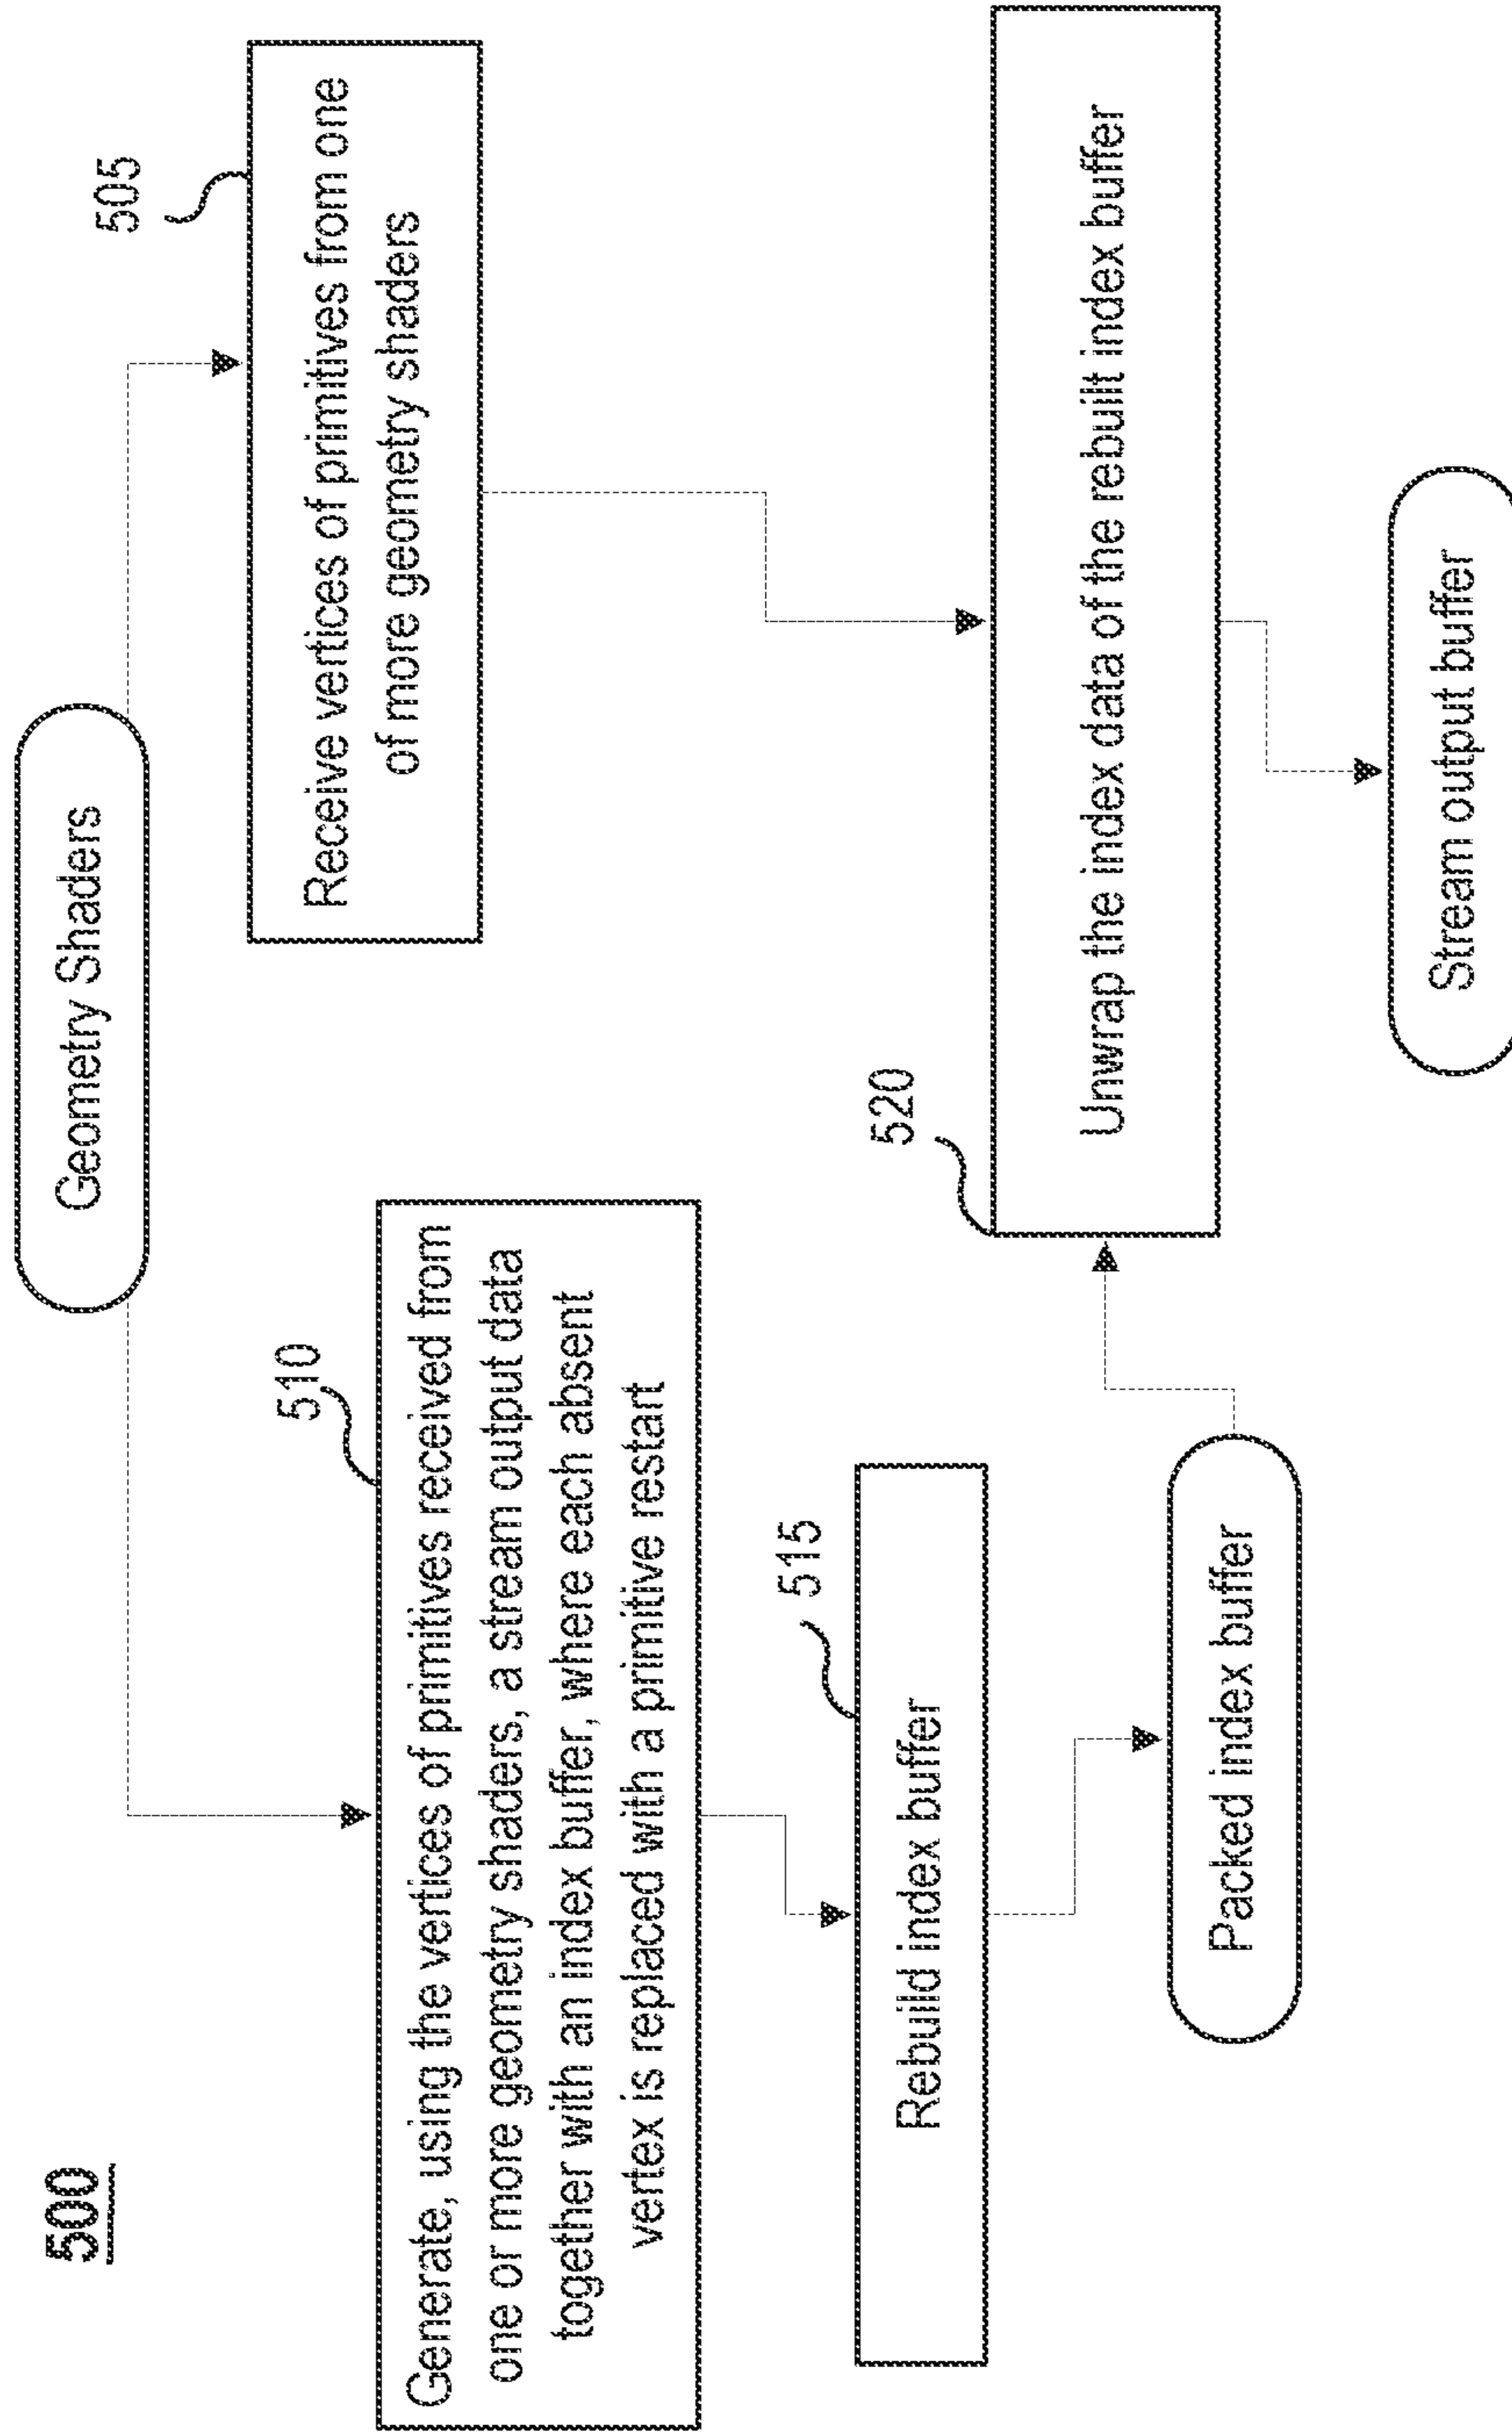 500
Geometry Shaders
505
Receive vertices of primitives from one
of more geometry shaders
510
Generate, using the vertices of primitives received from
one or more geometry shaders, a stream output data
together with an index buffer, where each absent
vertex is replaced with a primitive restart
515
Rebuild index buffer
Packed index buffer
520
Unwrap the index data of the rebuilt index buffer
Stream output buffer